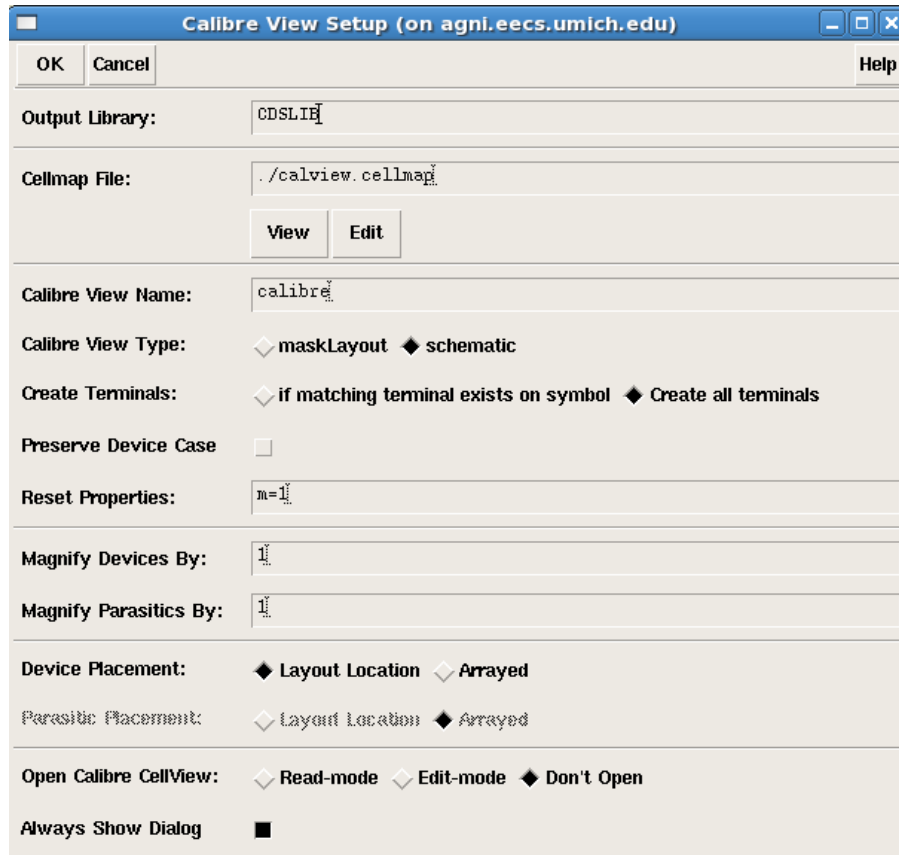 Calibre View Setup (on agni.eecs.umich.edu)
OK Cancel Help
Output Library: CDSLIB
Cellmap File: ./calview.cellmap
View Edit
Calibre View Name: calibre
Calibre View Type: maskLayout schematic
Create Terminals: if matching terminal exists on symbol Create all terminals
Preserve Device Case
Reset Properties: m=1
Magnify Devices By: 1
Magnify Parasitics By: 1
Device Placement: Layout Location Arrayed
Parasitic Placement: Layout Location Arrayed
Open Calibre CellView: Read-mode Edit-mode Don't Open
Always Show Dialog